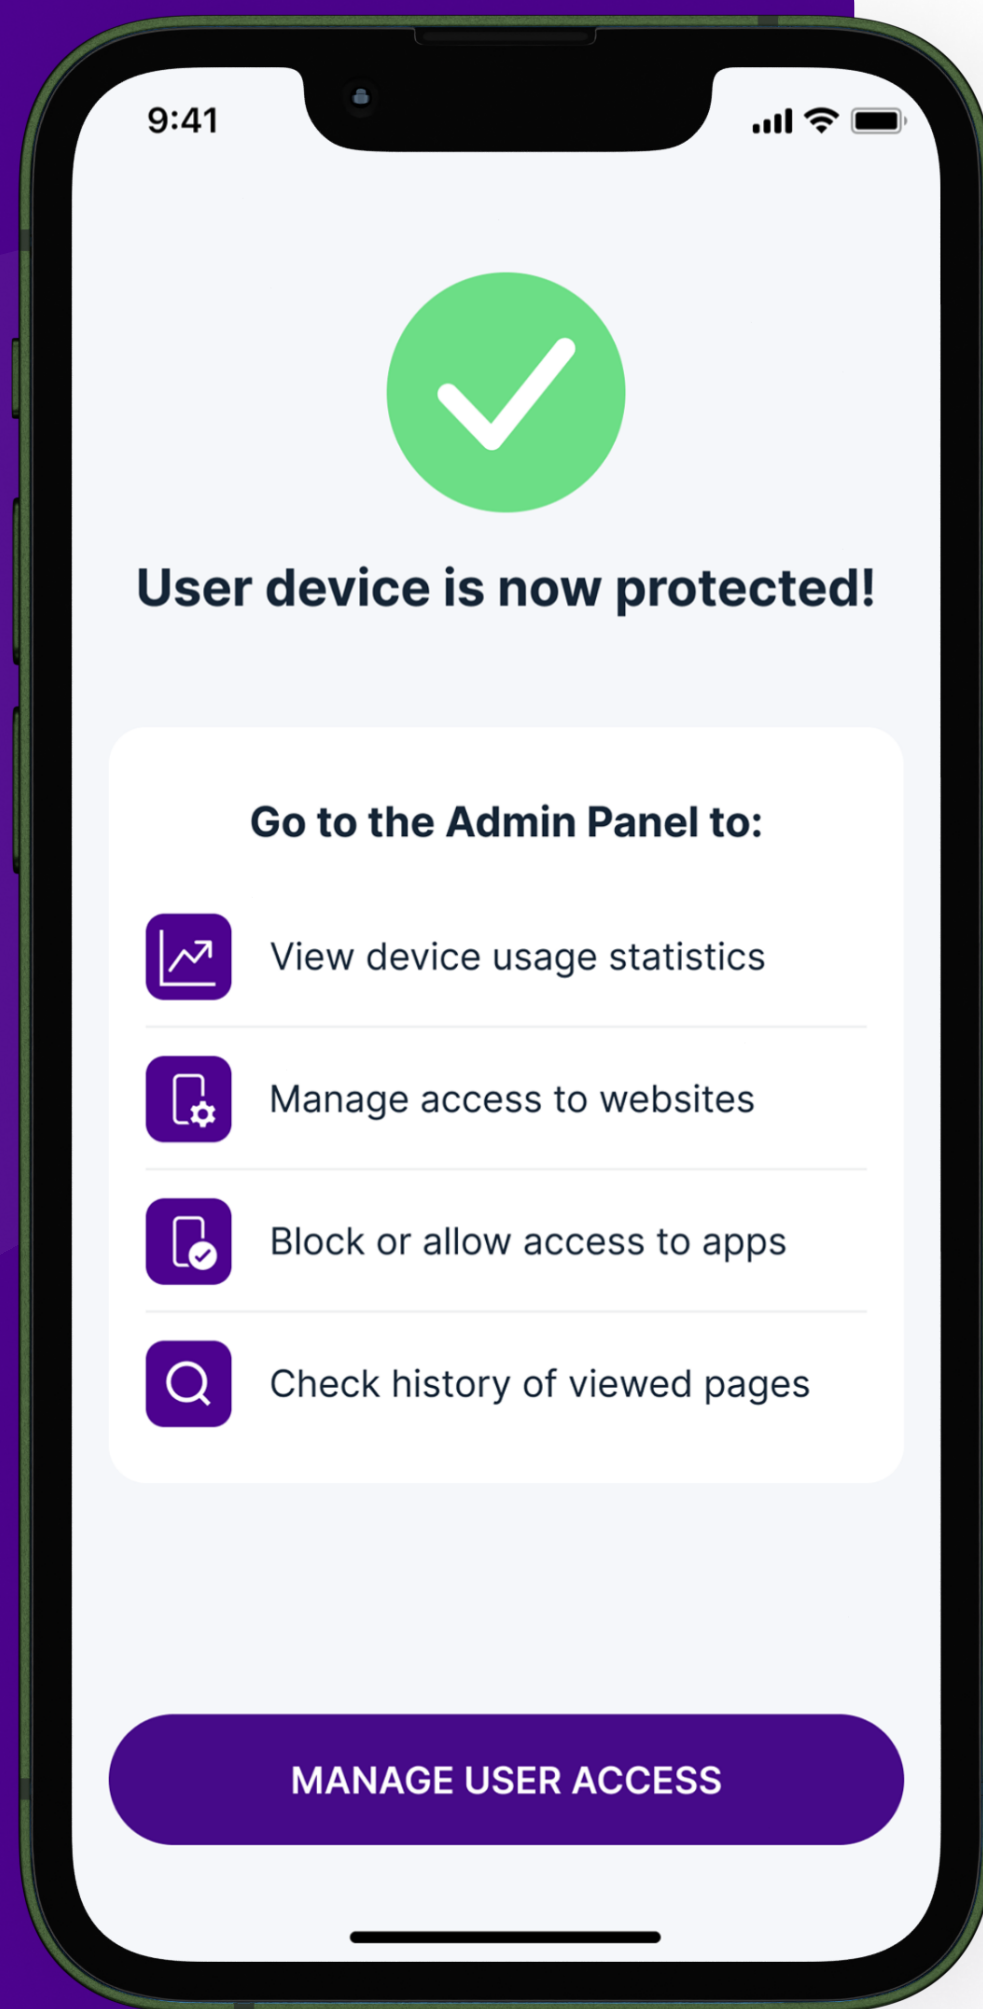 9:41
User device is now protected!
Go to the Admin Panel to:
View device usage statistics
Manage access to websites
Block or allow access to apps
Check history of viewed pages
MANAGE USER ACCESS